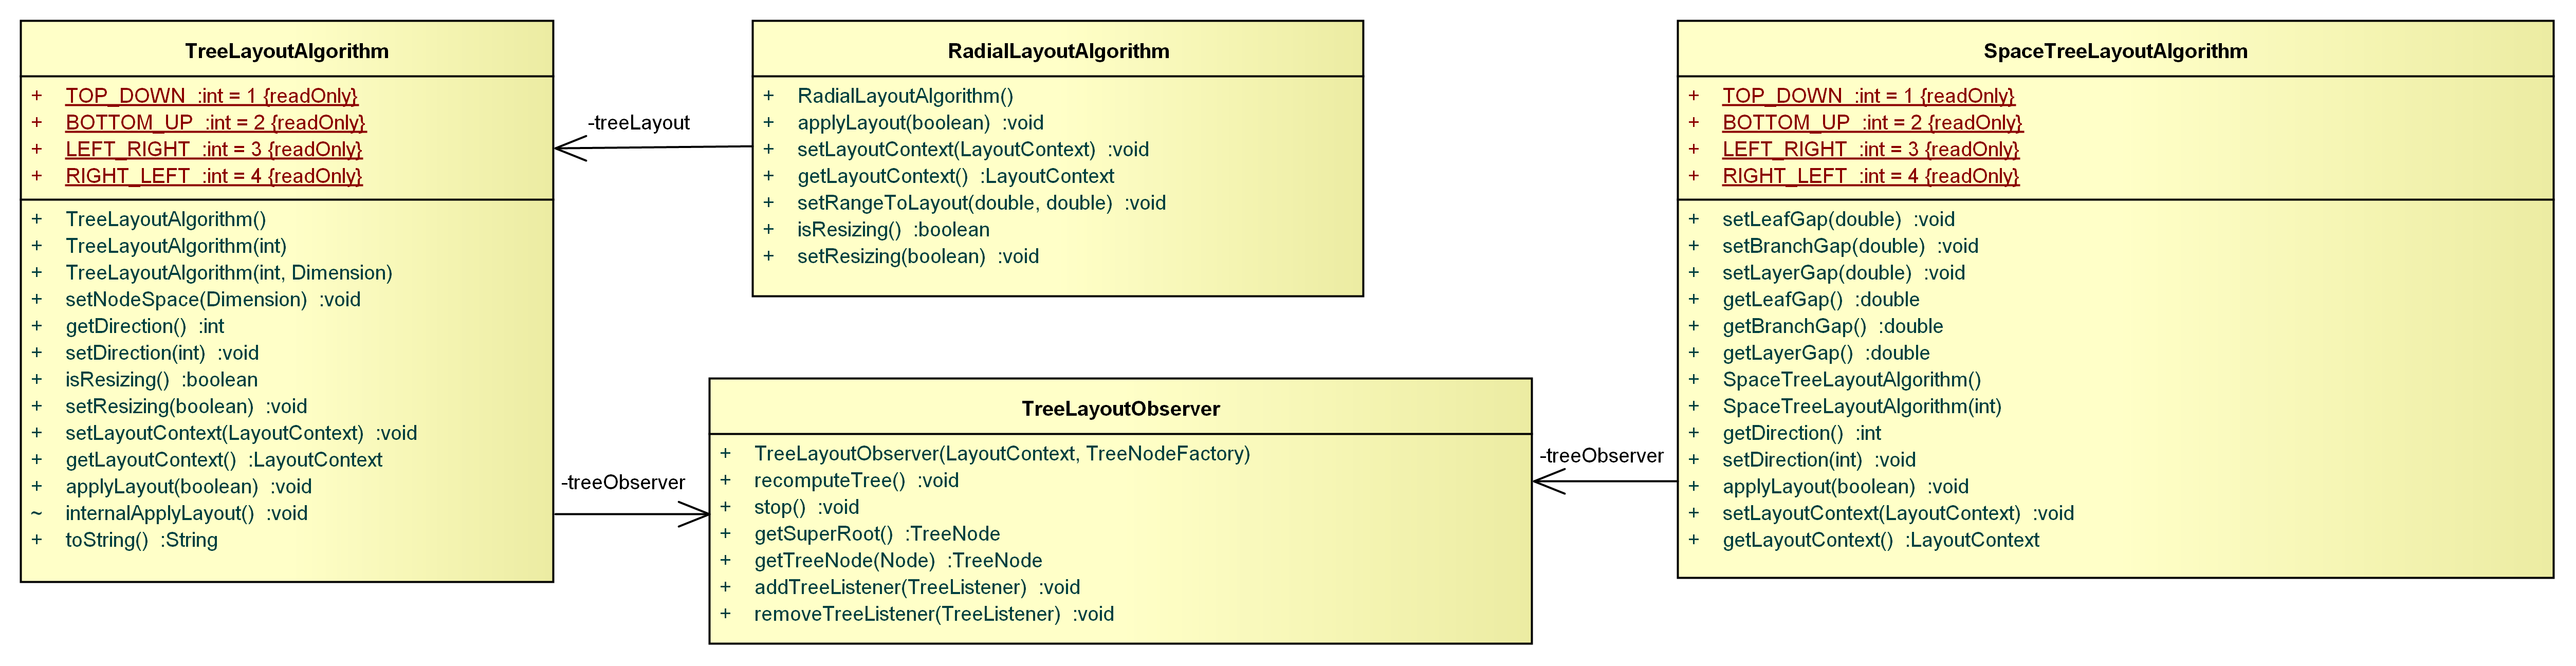 TreeLayoutAlgorithm
+ TOP_DOWN :int = 1 {readOnly}
+ BOTTOM_UP :int = 2 {readOnly}
+ LEFT_RIGHT :int = 3 {readOnly}
+ RIGHT_LEFT :int = 4 {readOnly}
+ TreeLayoutAlgorithm()
+ TreeLayoutAlgorithm(int)
+ TreeLayoutAlgorithm(int, Dimension)
+ setNodeSpace(Dimension) :void
+ getDirection() :int
+ setDirection(int) :void
+ isResizing() :boolean
+ setResizing(boolean) :void
+ setLayoutContext(LayoutContext) :void
+ getLayoutContext() :LayoutContext
+ applyLayout(boolean) :void
~ internalApplyLayout() :void
+ toString() :String
-treeLayout
RadialLayoutAlgorithm
+ RadialLayoutAlgorithm()
+ applyLayout(boolean) :void
+ setLayoutContext(LayoutContext) :void
+ getLayoutContext() :LayoutContext
+ setRangeToLayout(double, double) :void
+ isResizing() :boolean
+ setResizing(boolean) :void
-treeObserver
TreeLayoutObserver
+ TreeLayoutObserver(LayoutContext, TreeNodeFactory)
+ recomputeTree() :void
+ stop() :void
+ getSuperRoot() :TreeNode
+ getTreeNode(Node) :TreeNode
+ addTreeListener(TreeListener) :void
+ removeTreeListener(TreeListener) :void
-treeObserver
SpaceTreeLayoutAlgorithm
+ TOP_DOWN :int = 1 {readOnly}
+ BOTTOM_UP :int = 2 {readOnly}
+ LEFT_RIGHT :int = 3 {readOnly}
+ RIGHT_LEFT :int = 4 {readOnly}
+ setLeafGap(double) :void
+ setBranchGap(double) :void
+ setLayerGap(double) :void
+ getLeafGap() :double
+ getBranchGap() :double
+ getLayerGap() :double
+ SpaceTreeLayoutAlgorithm()
+ SpaceTreeLayoutAlgorithm(int)
+ getDirection() :int
+ setDirection(int) :void
+ applyLayout(boolean) :void
+ setLayoutContext(LayoutContext) :void
+ getLayoutContext() :LayoutContext